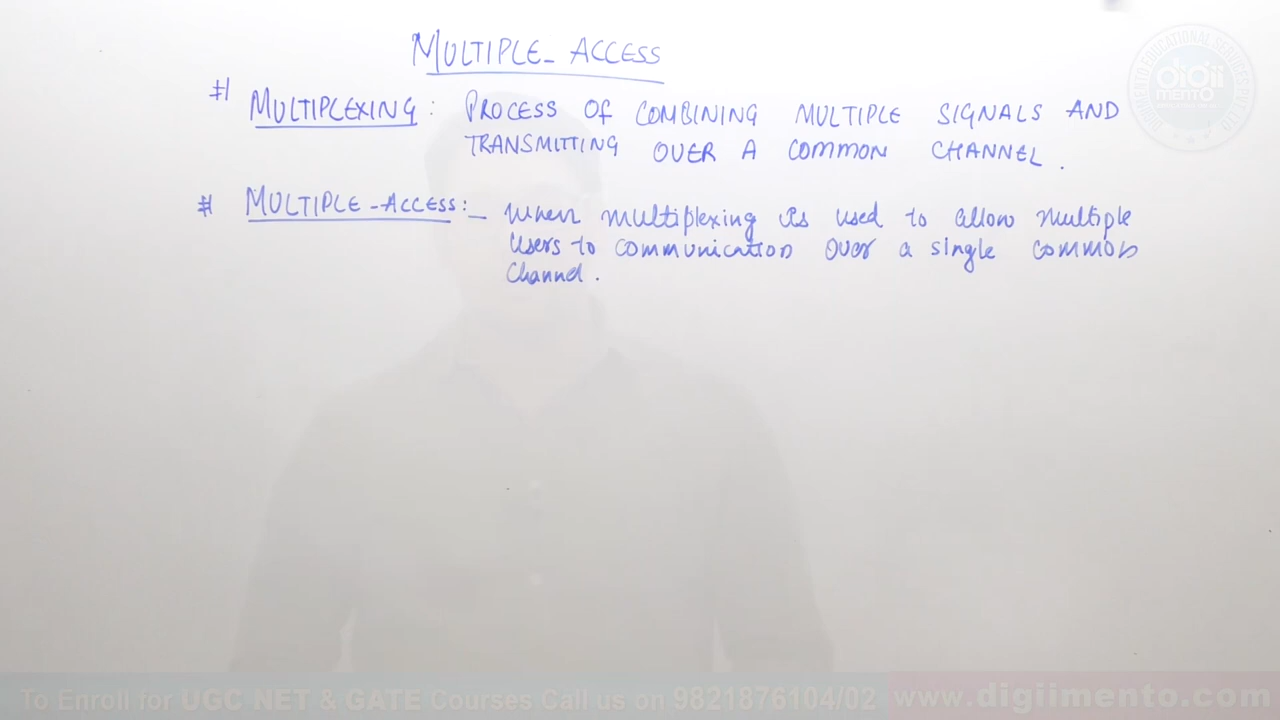 MULTIPLE-ACCESS
# MULTIPLEXING: PROCESS OF COMBINING MULTIPLE SIGNALS AND
TRANSMITTING OVER A COMMON CHANNEL.
# MULTIPLE-ACCESS:- When multiplexing is used to allow multiple
users to communication over a single common
channel.
digii
mento
To Enroll for UGC NET & GATE Courses Call us on 9821876104/02 www.digiimento.com